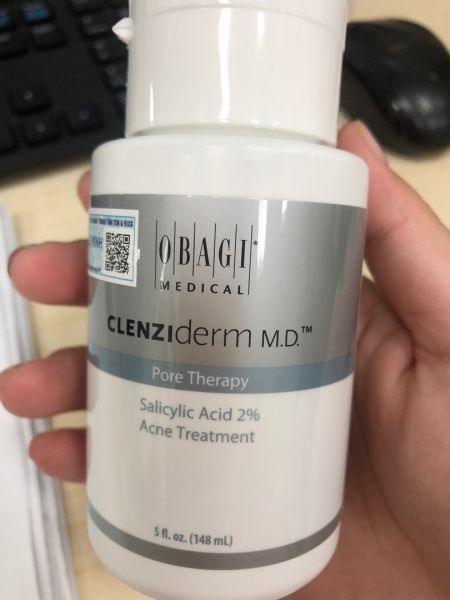 OBAGI®
MEDICAL
CLENZIderm M.D.™
Pore Therapy
Salicylic Acid 2%
Acne Treatment
5 fl. oz. (148 mL)